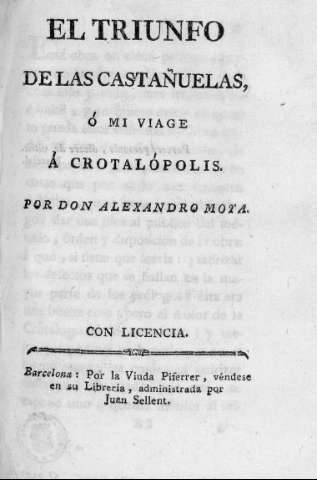 EL TRIUNFO
DE LAS CASTAÑUELAS,
Ó MI VIAGE
Á CROTALÓPOLIS.
POR DON ALEXANDRO MOYA.
CON LICENCIA.
Barcelona: Por la Viuda Piferrer, véndese
en su Libreria, administrada por
Juan Sellent.